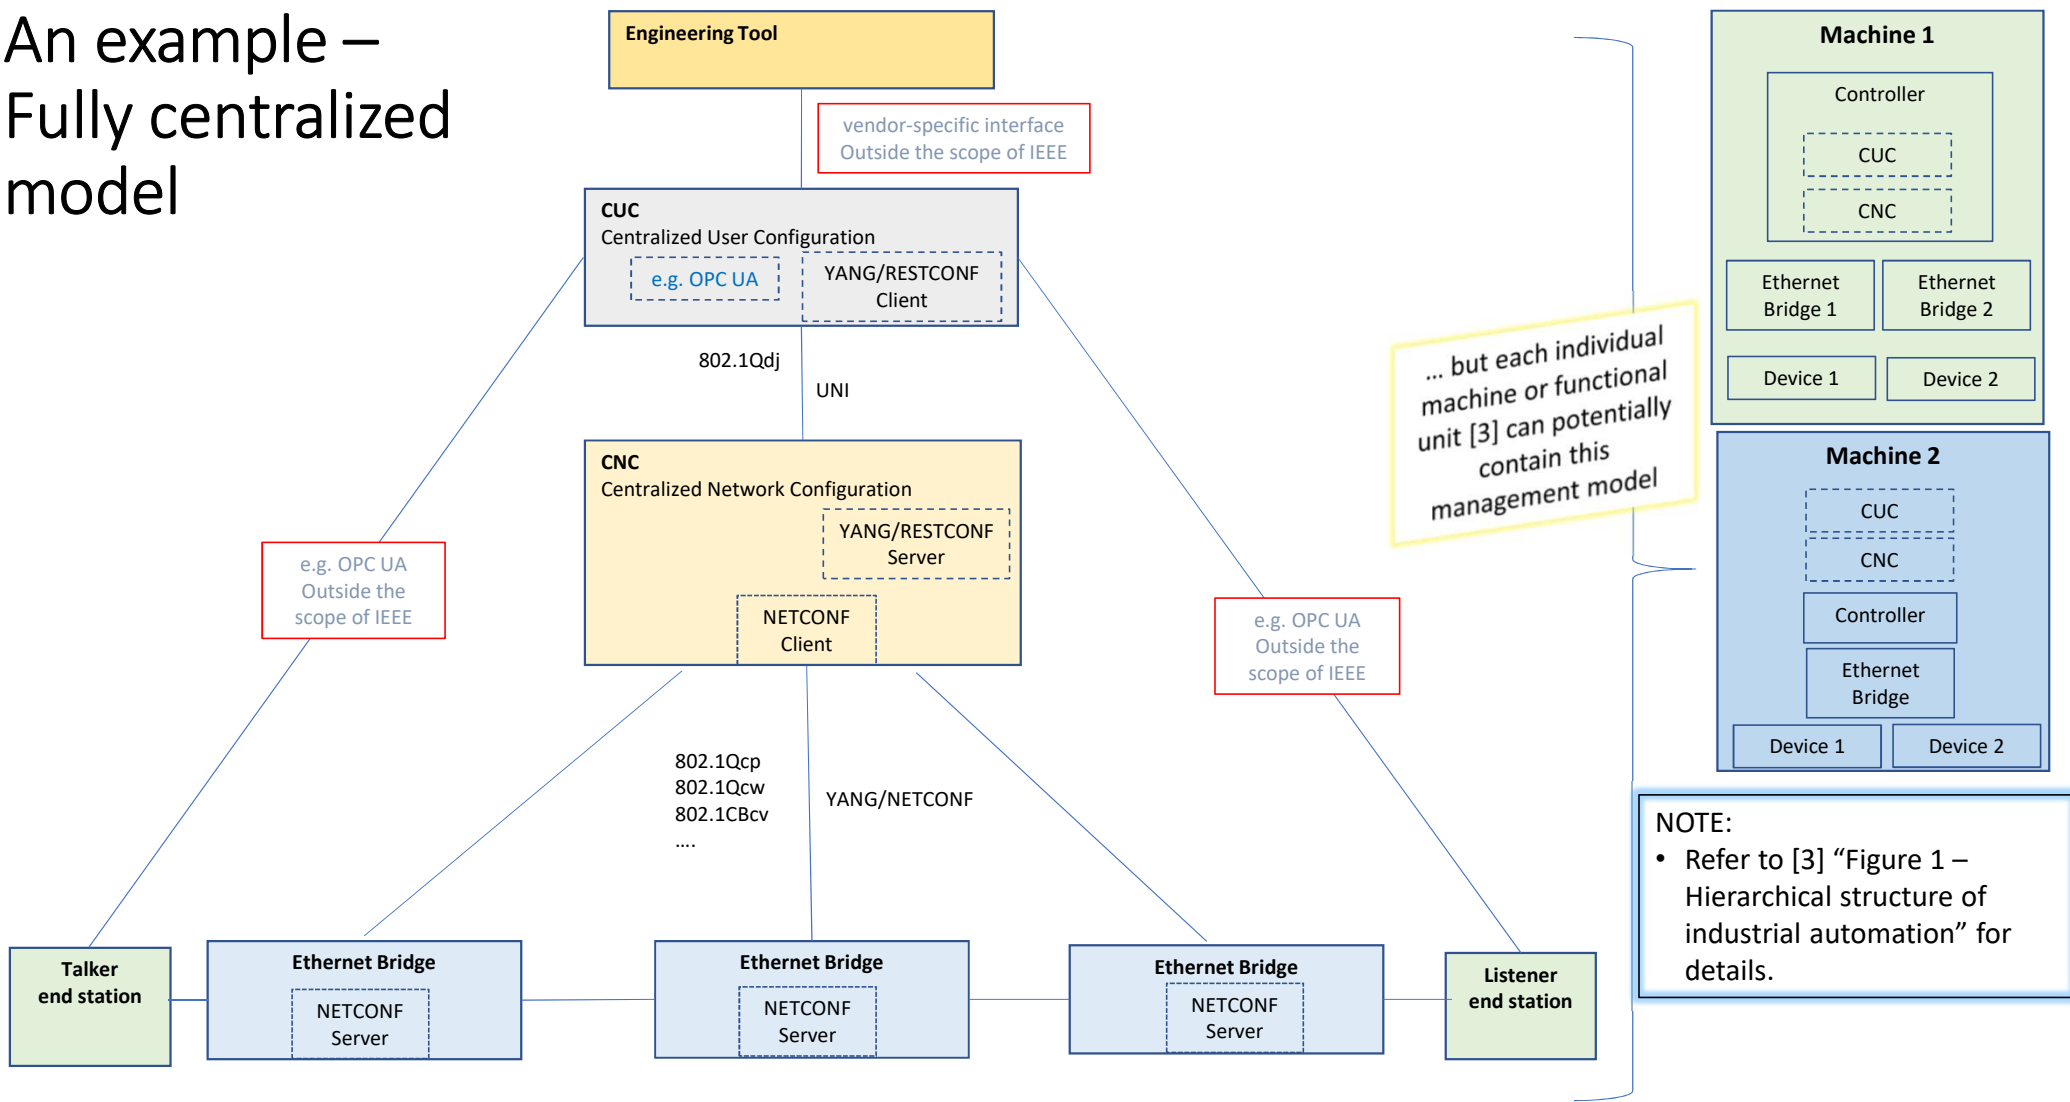 An example –
Fully centralized
model
Engineering Tool
vendor-specific interface
Outside the scope of IEEE
CUC
Centralized User Configuration
e.g. OPC UA
YANG/RESTCONF
Client
802.1Qdj
UNI
CNC
Centralized Network Configuration
YANG/RESTCONF
Server
NETCONF
Client
e.g. OPC UA
Outside the
scope of IEEE
e.g. OPC UA
Outside the
scope of IEEE
802.1Qcp
802.1Qcw
802.1CBcv
....
YANG/NETCONF
Talker
end station
Ethernet Bridge
NETCONF
Server
Ethernet Bridge
NETCONF
Server
Ethernet Bridge
NETCONF
Server
Listener
end station
... but each individual
machine or functional
unit [3] can potentially
contain this
management model
Machine 1
Controller
CUC
CNC
Ethernet
Bridge 1
Ethernet
Bridge 2
Device 1
Device 2
Machine 2
CUC
CNC
Controller
Ethernet
Bridge
Device 1
Device 2
NOTE:
• Refer to [3] “Figure 1 –
Hierarchical structure of
industrial automation” for
details.